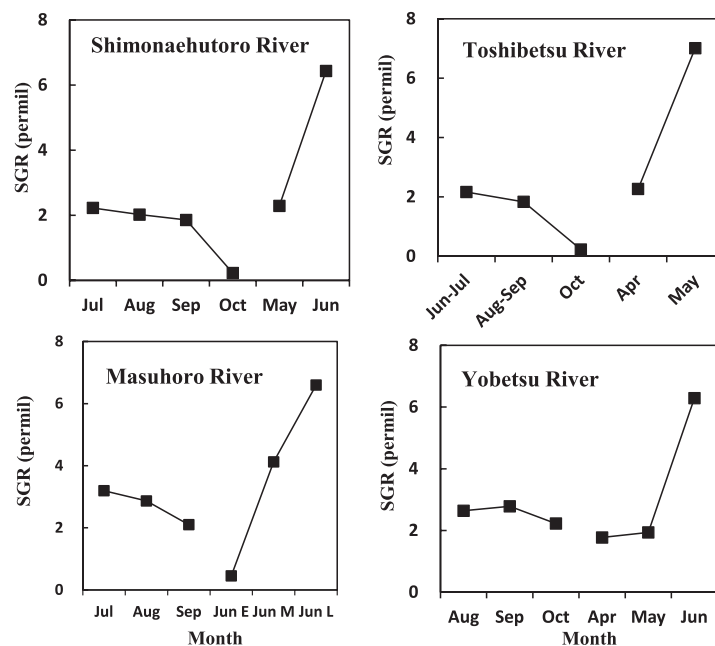 Shimonaehutoro River
SGR (permil)
8
6
4
2
0
Jul Aug Sep Oct May Jun
Toshibetsu River
SGR (permil)
8
6
4
2
0
Jun-Jul Aug-Sep Oct Apr May
Masuhoro River
SGR (permil)
8
6
4
2
0
Jul Aug Sep Jun E Jun M Jun L
Month
Yobetsu River
SGR (permil)
8
6
4
2
0
Aug Sep Oct Apr May Jun
Month